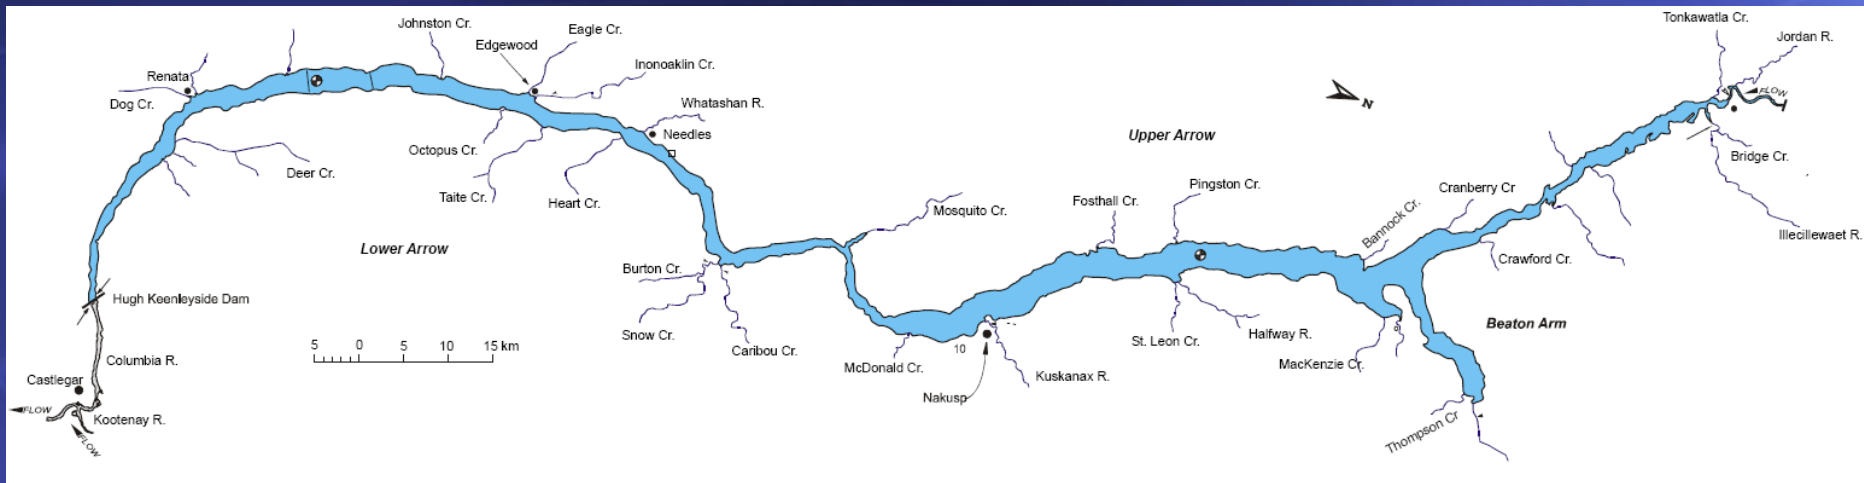 Tonkawatla Cr.
Johnston Cr.
Eagle Cr.
Jordan R.
Edgewood
Inonoaklin Cr.
Renata
FLOW
Dog Cr.
Whatashan R.
N
Needles
Upper Arrow
Octopus Cr.
Bridge Cr.
Deer Cr.
Pingston Cr.
Cranberry Cr
Taite Cr.
Heart Cr.
Fosthall Cr.
Mosquito Cr.
Bannock Cr.
Illecillewaet R.
Lower Arrow
Crawford Cr.
Burton Cr.
Hugh Keenleyside Dam
Beaton Arm
Snow Cr.
Halfway R.
St. Leon Cr.
5 0 5 10 15 km
Caribou Cr.
10
Columbia R.
McDonald Cr.
MacKenzie Cr.
Kuskanax R.
Castlegar
Nakusp
FLOW
Kootenay R.
Thompson Cr
FLOW